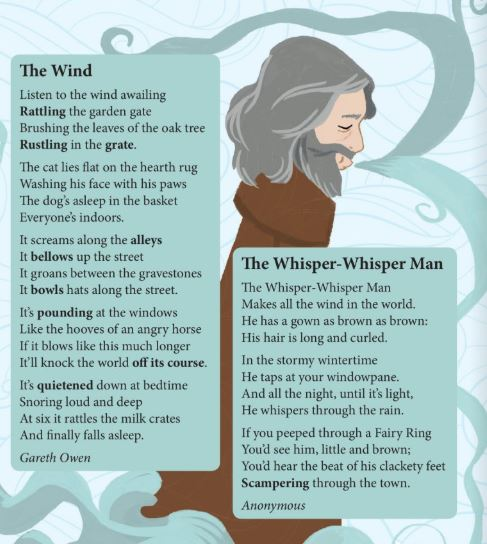 The Wind
Listen to the wind awailing
Rattling the garden gate
Brushing the leaves of the oak tree
Rustling in the grate.
The cat lies flat on the hearth rug
Washing his face with his paws
The dog's asleep in the basket
Everyone's indoors.
It screams along the alleys
It bellows up the street
It groans between the gravestones
It bowls hats along the street.
It's pounding at the windows
Like the hooves of an angry horse
If it blows like this much longer
It'll knock the world off its course.
It's quietened down at bedtime
Snoring loud and deep
At six it rattles the milk crates
And finally falls asleep.
Gareth Owen
The Whisper-Whisper Man
The Whisper-Whisper Man
Makes all the wind in the world.
He has a gown as brown as brown:
His hair is long and curled.
In the stormy wintertime
He taps at your windowpane.
And all the night, until it's light,
He whispers through the rain.
If you peeped through a Fairy Ring
You'd see him, little and brown;
You'd hear the beat of his clackety feet
Scampering through the town.
Anonymous